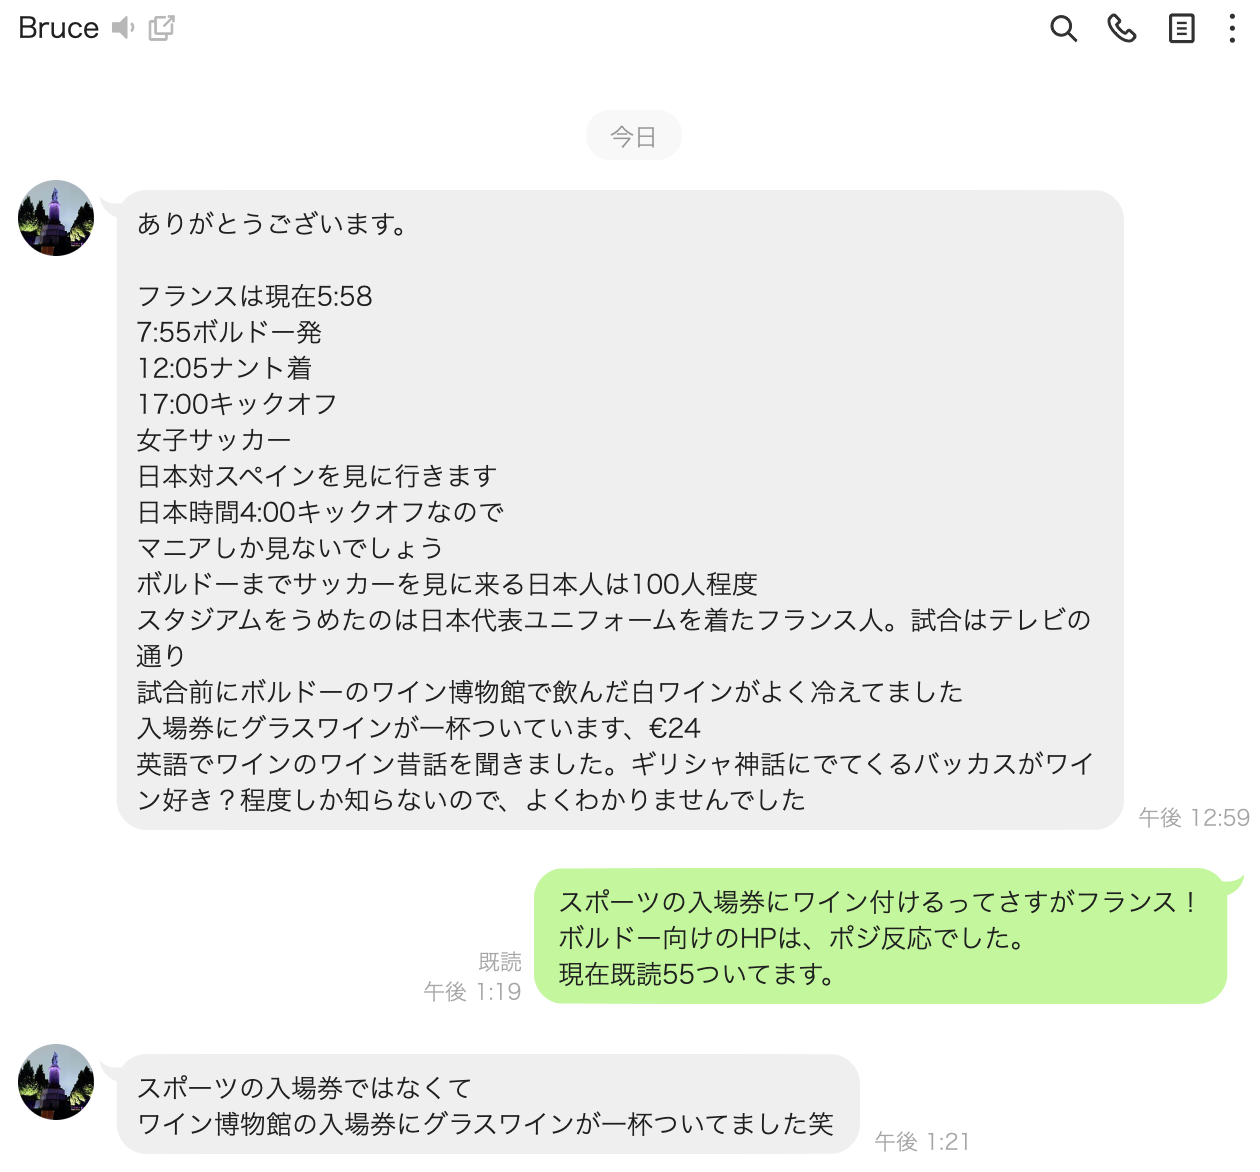 Bruce
今日
ありがとうございます。
フランスは現在5:58
7:55ボルドー発
12:05ナント着
17:00キックオフ
女子サッカー
日本対スペインを見に行きます
日本時間4:00キックオフなので
マニアしか見ないでしょう
ボルドーまでサッカーを見に来る日本人は100人程度
スタジアムをうめたのは日本代表ユニフォームを着たフランス人。試合はテレビの
通り
試合前にボルドーのワイン博物館で飲んだ白ワインがよく冷えてました
入場券にグラスワインが一杯ついています、€24
英語でワインのワイン昔話を聞きました。ギリシャ神話にでてくるバッカスがワイ
ン好き？程度しか知らないので、よくわかりませんでした
午後 12:59
スポーツの入場券にワイン付けるってさすがフランス！
ボルドー向けのHPは、ポジ反応でした。
現在既読55ついてます。
既読
午後 1:19
スポーツの入場券ではなくて
ワイン博物館の入場券にグラスワインが一杯ついてました笑
午後 1:21